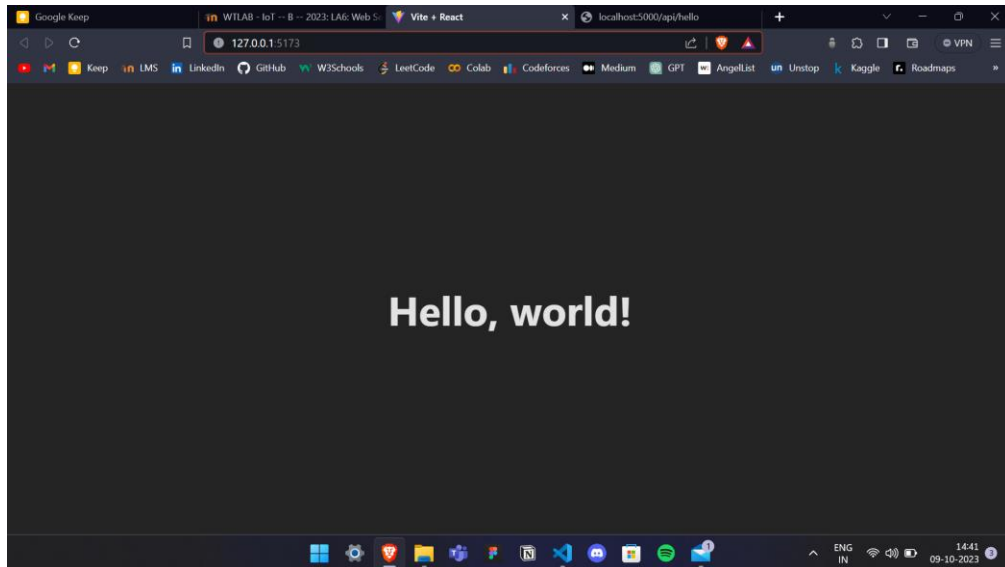 Google Keep
WTLAB - IoT -- B -- 2023: LA6: Web Se
Vite + React
localhost:5000/api/hello
127.0.0.1:5173
VPN
Keep
LMS
LinkedIn
GitHub
W3Schools
LeetCode
Colab
Codeforces
Medium
GPT
AngelList
Unstop
Kaggle
Roadmaps
Hello, world!
ENG
IN
14:41
09-10-2023
3